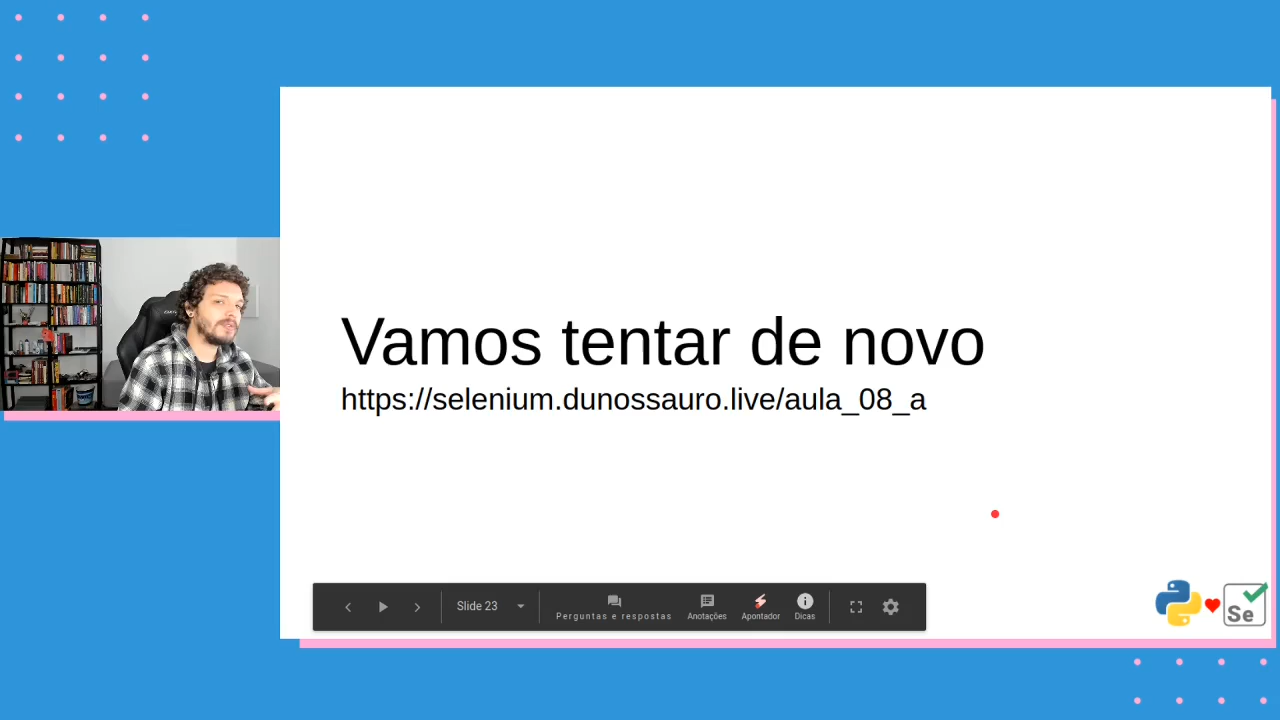 Vamos tentar de novo
https://selenium.dunossauro.live/aula_08_a
Slide 23
Perguntas e respostas
Anotações
Apontador
Dicas
Se